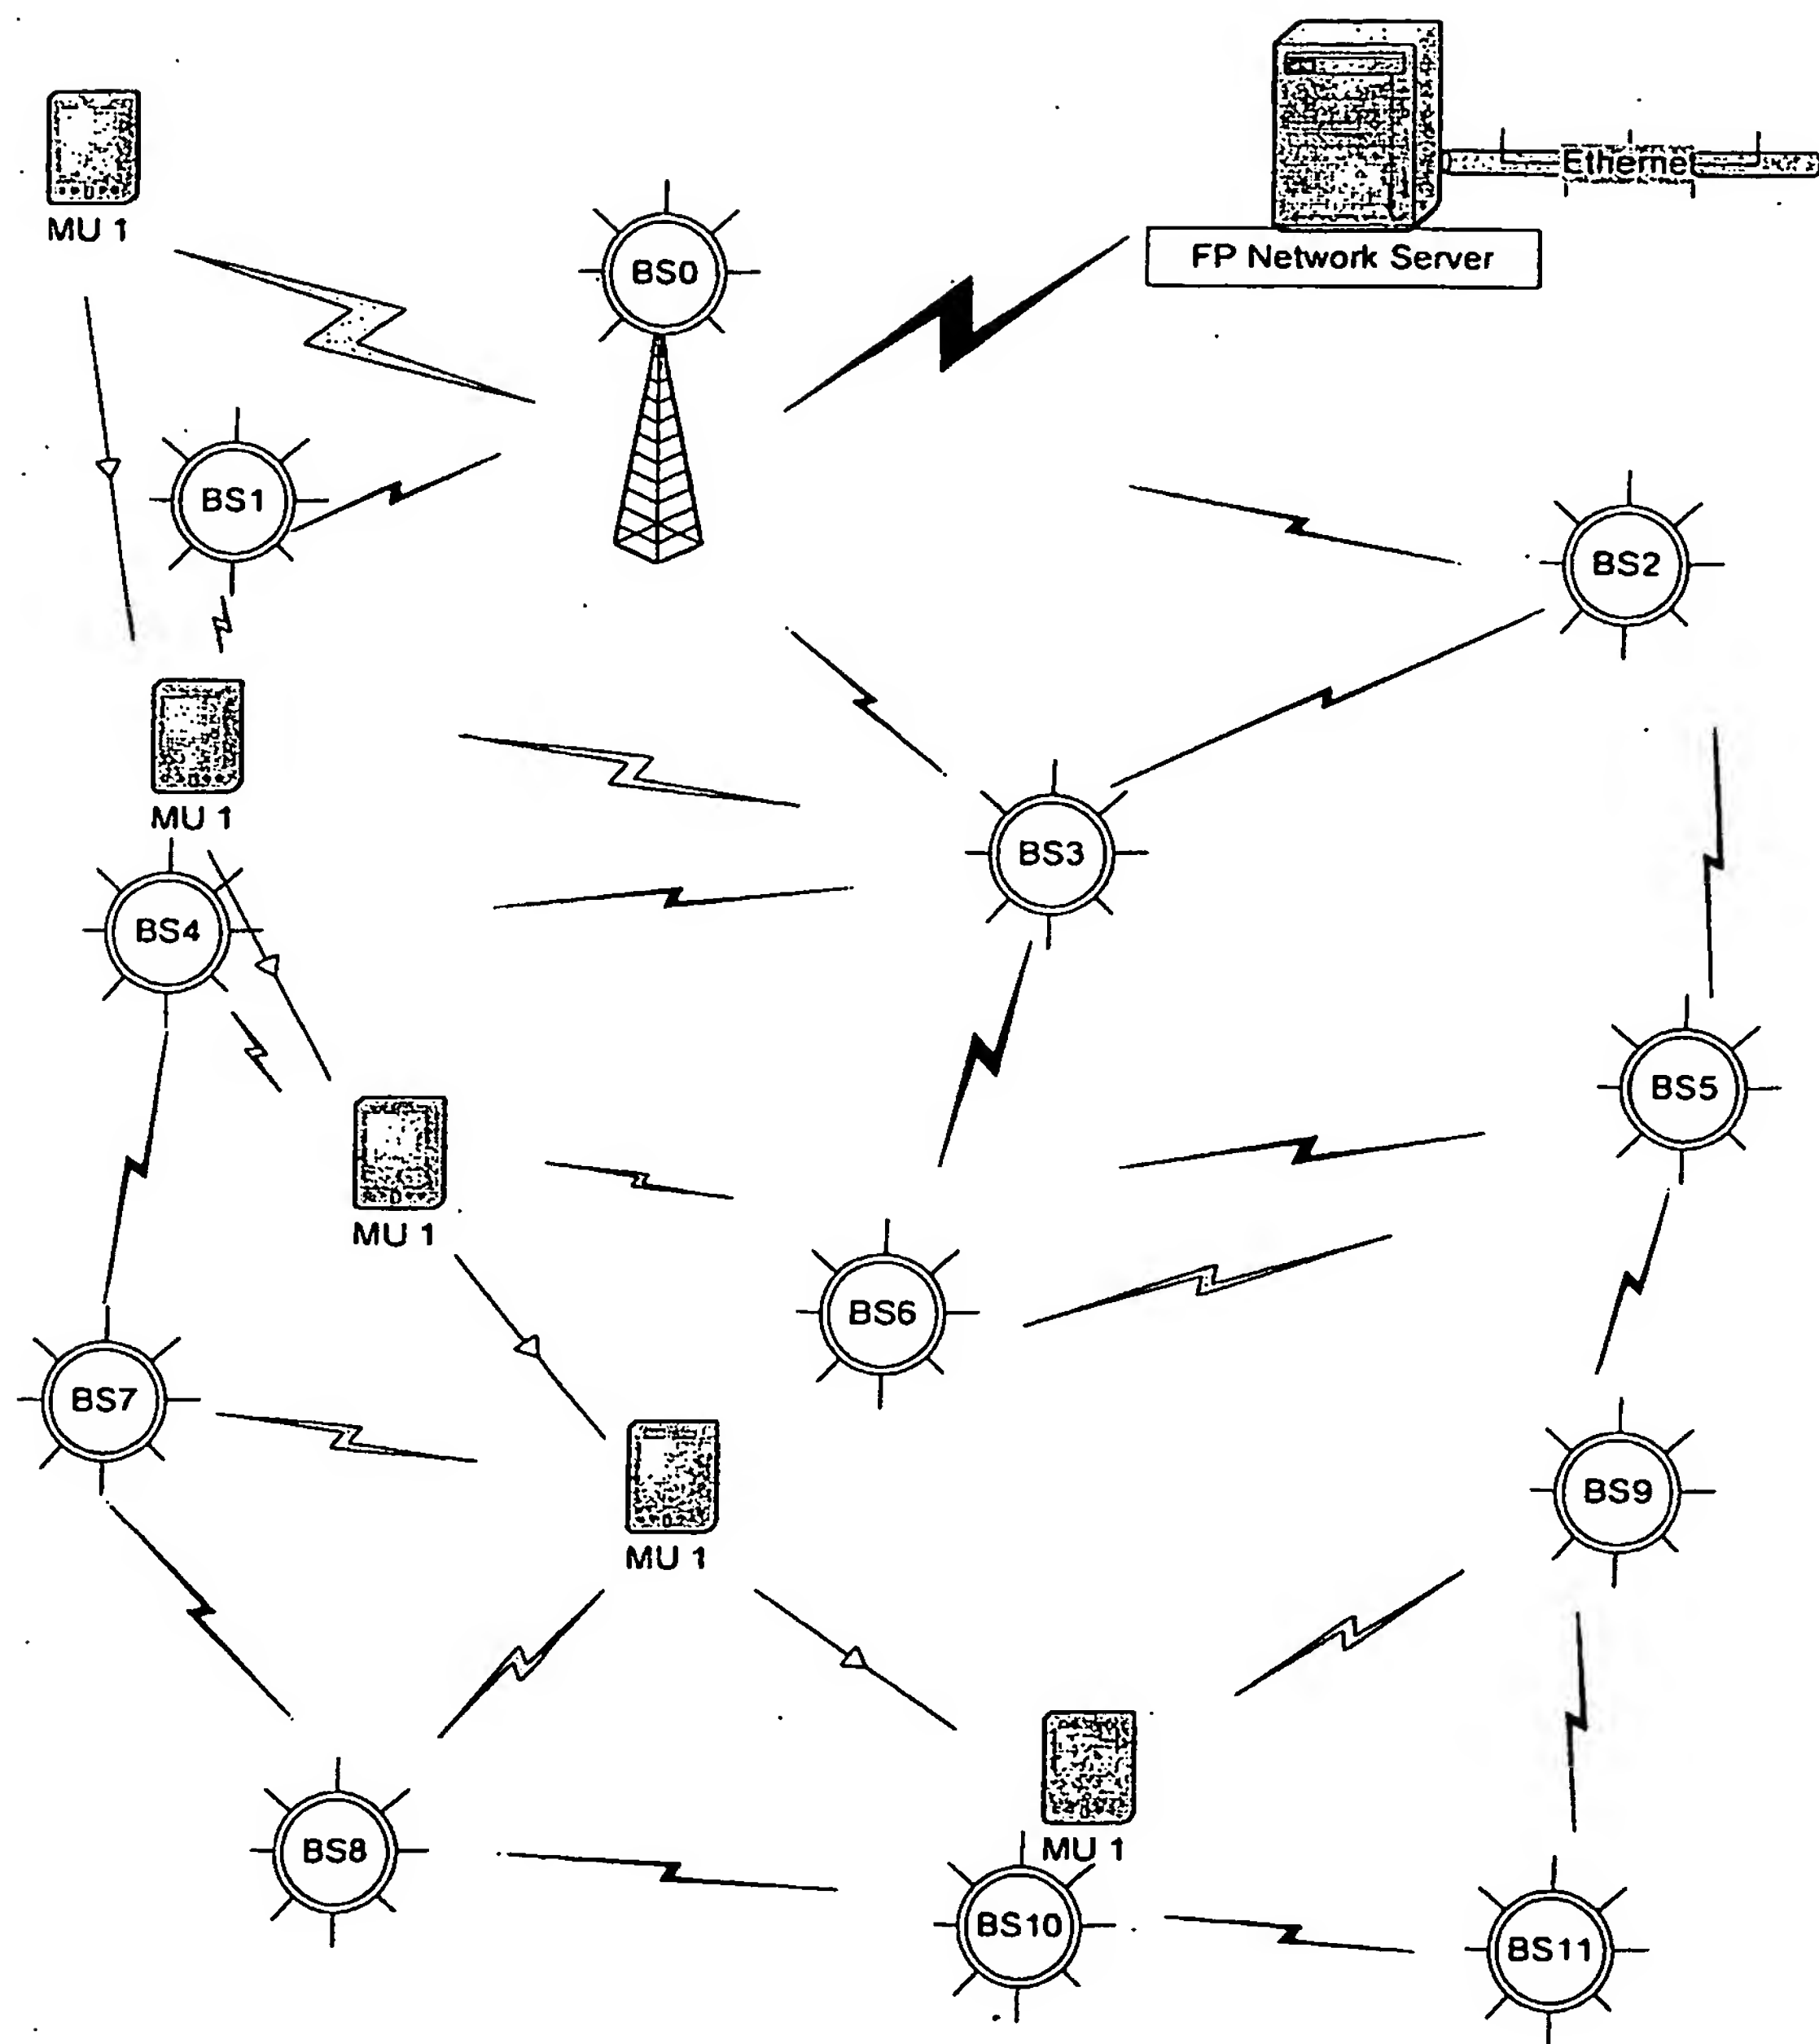 MU 1
BS0
Ethernet
FP Network Server
BS1
BS2
MU 1
BS3
BS4
BS5
MU 1
BS6
BS7
MU 1
BS9
MU 1
BS8
BS10
BS11